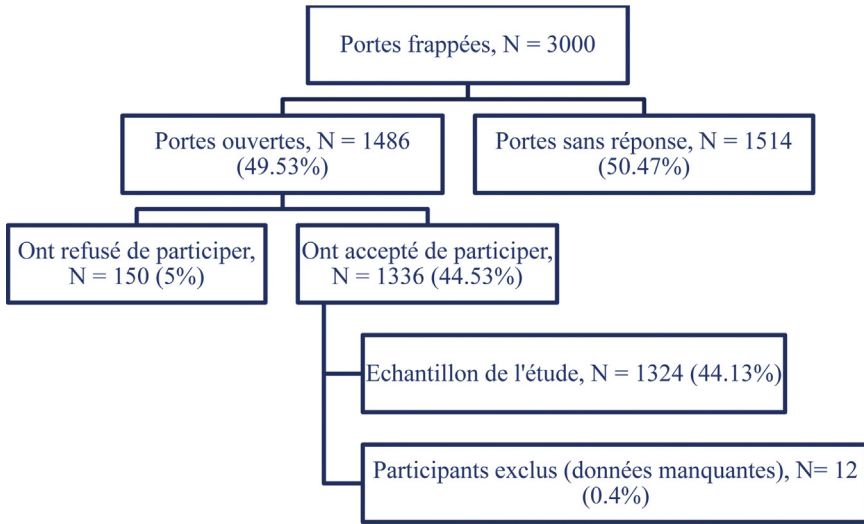 Portes frappées, N = 3000
Portes ouvertes, N = 1486
(49.53%)
Portes sans réponse, N = 1514
(50.47%)
Ont refusé de participer,
N = 150 (5%)
Ont accepté de participer,
N = 1336 (44.53%)
Echantillon de l'étude, N = 1324 (44.13%)
Participants exclus (données manquantes), N= 12
(0.4%)